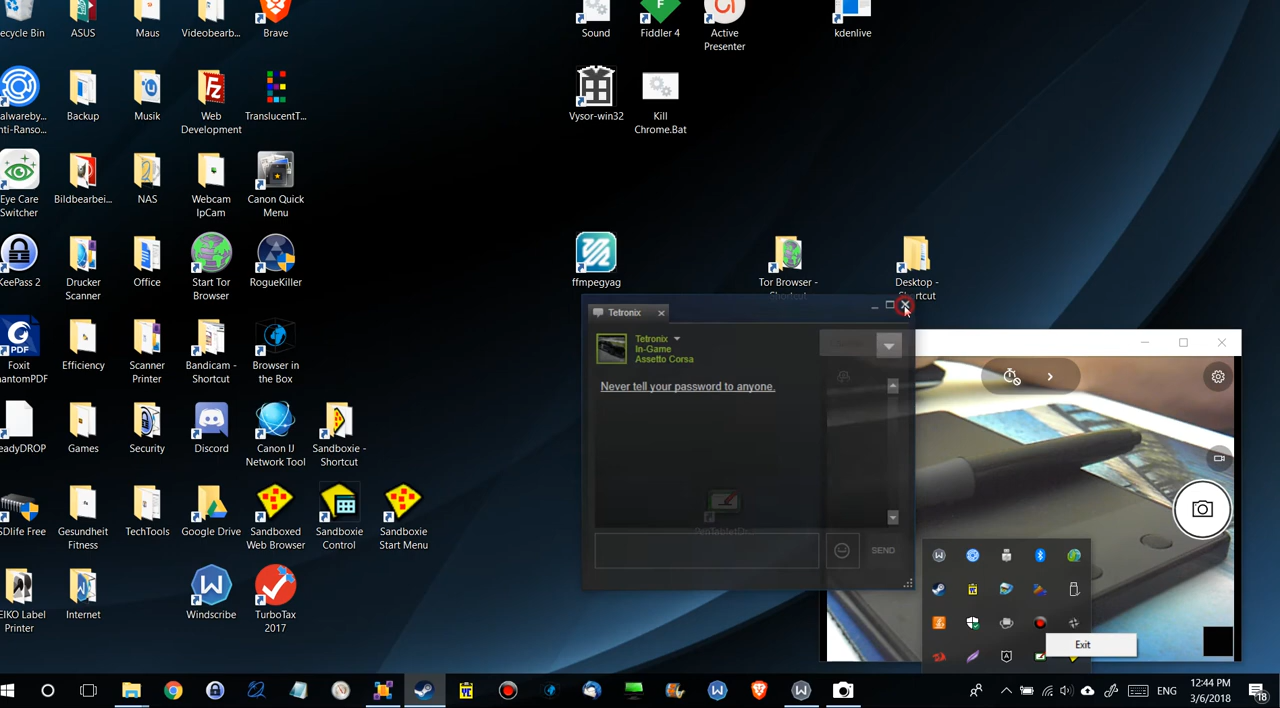 ecycle Bin
ASUS
Maus
Videobearb...
Brave
Sound
Fiddler 4
Active
Presenter
kdenlive
alwareby...
nti-Ranso...
Backup
Musik
Web
Development
TranslucentT...
Vysor-win32
Kill
Chrome.Bat
Eye Care
Switcher
Bildbearbei...
NAS
Webcam
IpCam
Canon Quick
Menu
KeePass 2
Drucker
Scanner
Office
Start Tor
Browser
RogueKiller
ffmpegyag
Tor Browser -
Shortcut
Desktop -
Shortcut
Foxit
hantomPDF
Efficiency
Scanner
Printer
Bandicam -
Shortcut
Browser in
the Box
Tetronix
Tetronix
In-Game
Assetto Corsa
Never tell your password to anyone.
SEND
eadyDROP
Games
Security
Discord
Canon IJ
Network Tool
Sandboxie -
Shortcut
SDlife Free
Gesundheit
Fitness
TechTools
Google Drive
Sandboxed
Web Browser
Sandboxie
Control
Sandboxie
Start Menu
EIKO Label
Printer
Internet
Windscribe
TurboTax
2017
Exit
ENG
12:44 PM
3/6/2018
18